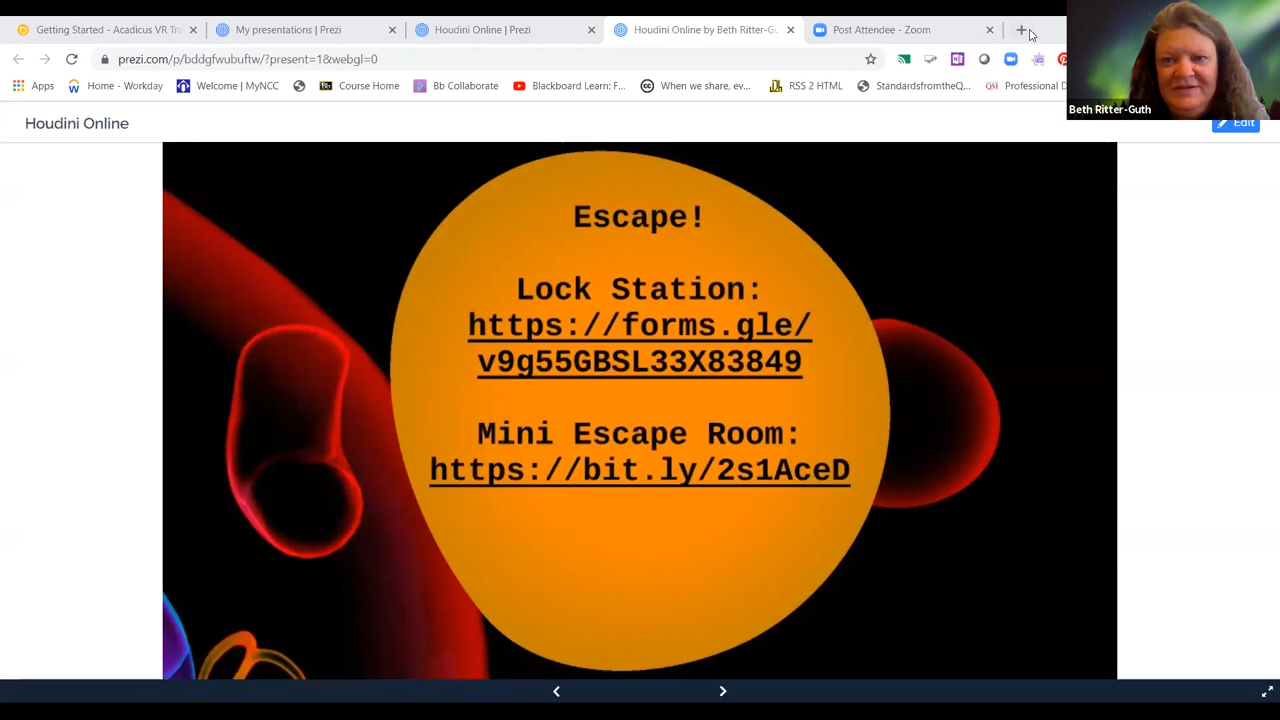 Getting Started - Acadicus VR Tra
My presentations | Prezi
Houdini Online | Prezi
Houdini Online by Beth Ritter-Gu
Post Attendee - Zoom
prezi.com/p/bddgfwubuftw/?present=1&webgl=0
Apps
Home - Workday
Welcome | MyNCC
Course Home
Bb Collaborate
Blackboard Learn: F...
When we share, ev...
RSS 2 HTML
StandardsfromtheQ...
Professional D
Beth Ritter-Guth
Houdini Online
Edit
Escape!
Lock Station:
https://forms.gle/
v9g55GBSL33X83849
Mini Escape Room:
https://bit.ly/2s1AceD